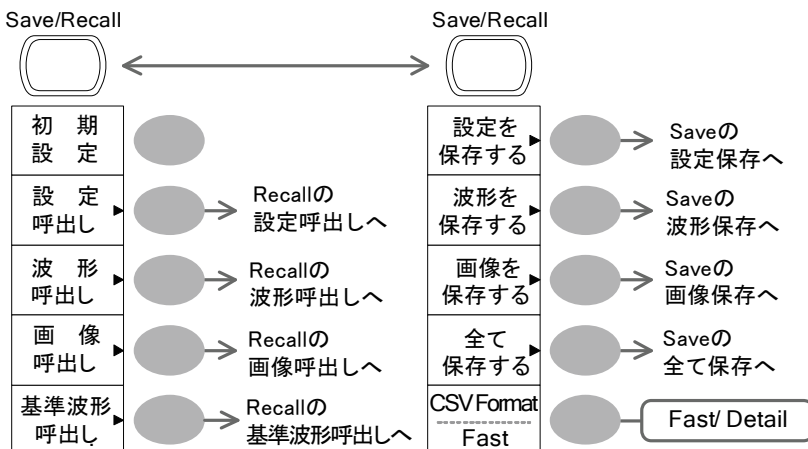 Save/Recall
初 期
設 定
設 定
呼出し
Recallの
設定呼出しへ
波 形
呼出し
Recallの
波形呼出しへ
画 像
呼出し
Recallの
画像呼出しへ
基準波形
呼出し
Recallの
基準波形呼出しへ
Save/Recall
設定を
保存する
Saveの
設定保存へ
波形を
保存する
Saveの
波形保存へ
画像を
保存する
Saveの
画像保存へ
全て
保存する
Saveの
全て保存へ
CSV Format
Fast
Fast/ Detail